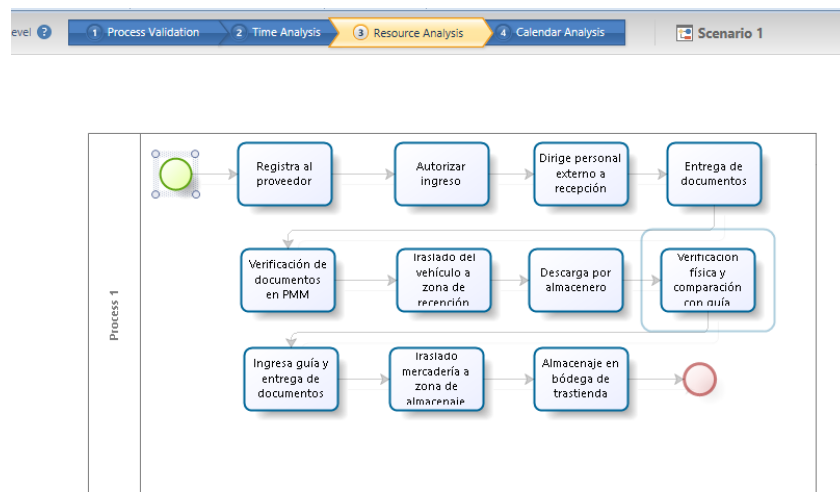 evel ?
1 Process Validation
2 Time Analysis
3 Resource Analysis
4 Calendar Analysis
Scenario 1
Process 1
Registra al
proveedor
Autorizar
ingreso
Dirige personal
externo a
recepción
Entrega de
documentos
Verificación de
documentos
en PMM
Traslado del
vehículo a
zona de
recepción
Descarga por
almacenero
Verificación
física y
comparación
con guía
Ingresa guía y
entrega de
documentos
Traslado
mercadería a
zona de
almacenaje
Almacenaje en
bódega de
trastienda